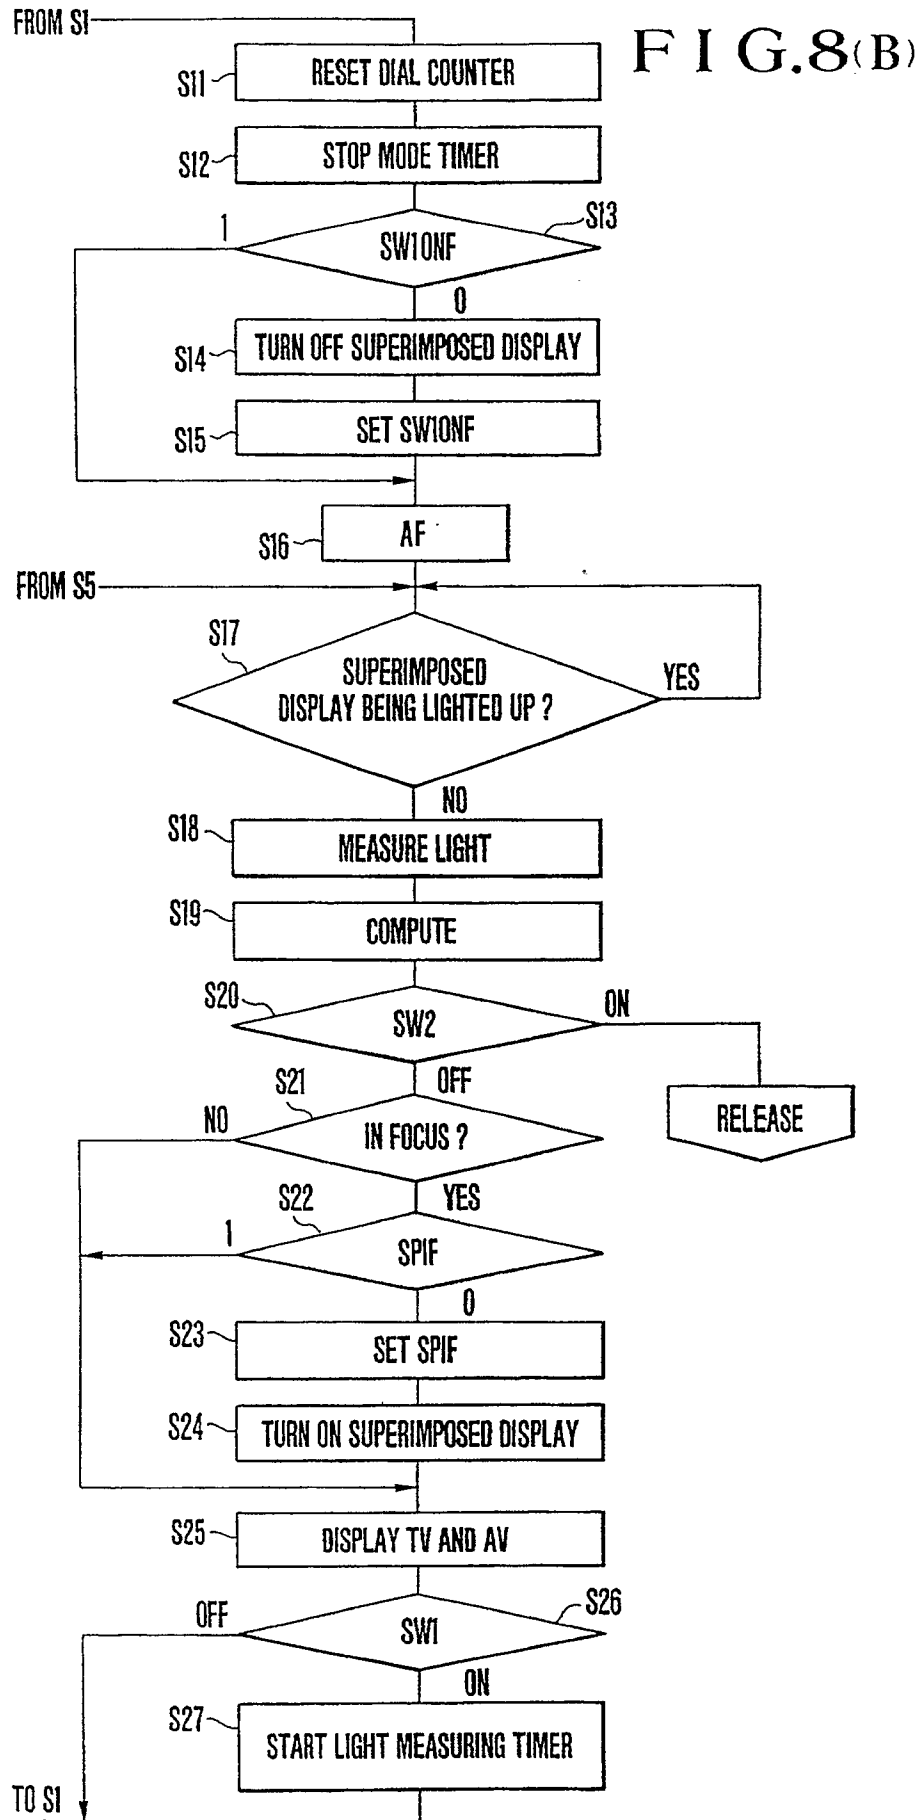 FROM S1
FIG.8(B)
S11
RESET DIAL COUNTER
S12
STOP MODE TIMER
S13
1
SW1ONF
0
S14
TURN OFF SUPERIMPOSED DISPLAY
S15
SET SW1ONF
S16
AF
FROM S5
S17
SUPERIMPOSED
DISPLAY BEING LIGHTED UP ?
YES
NO
S18
MEASURE LIGHT
S19
COMPUTE
S20
SW2
ON
OFF
RELEASE
S21
NO
IN FOCUS ?
YES
S22
1
SPIF
0
S23
SET SPIF
S24
TURN ON SUPERIMPOSED DISPLAY
S25
DISPLAY TV AND AV
S26
OFF
SW1
ON
S27
START LIGHT MEASURING TIMER
TO S1